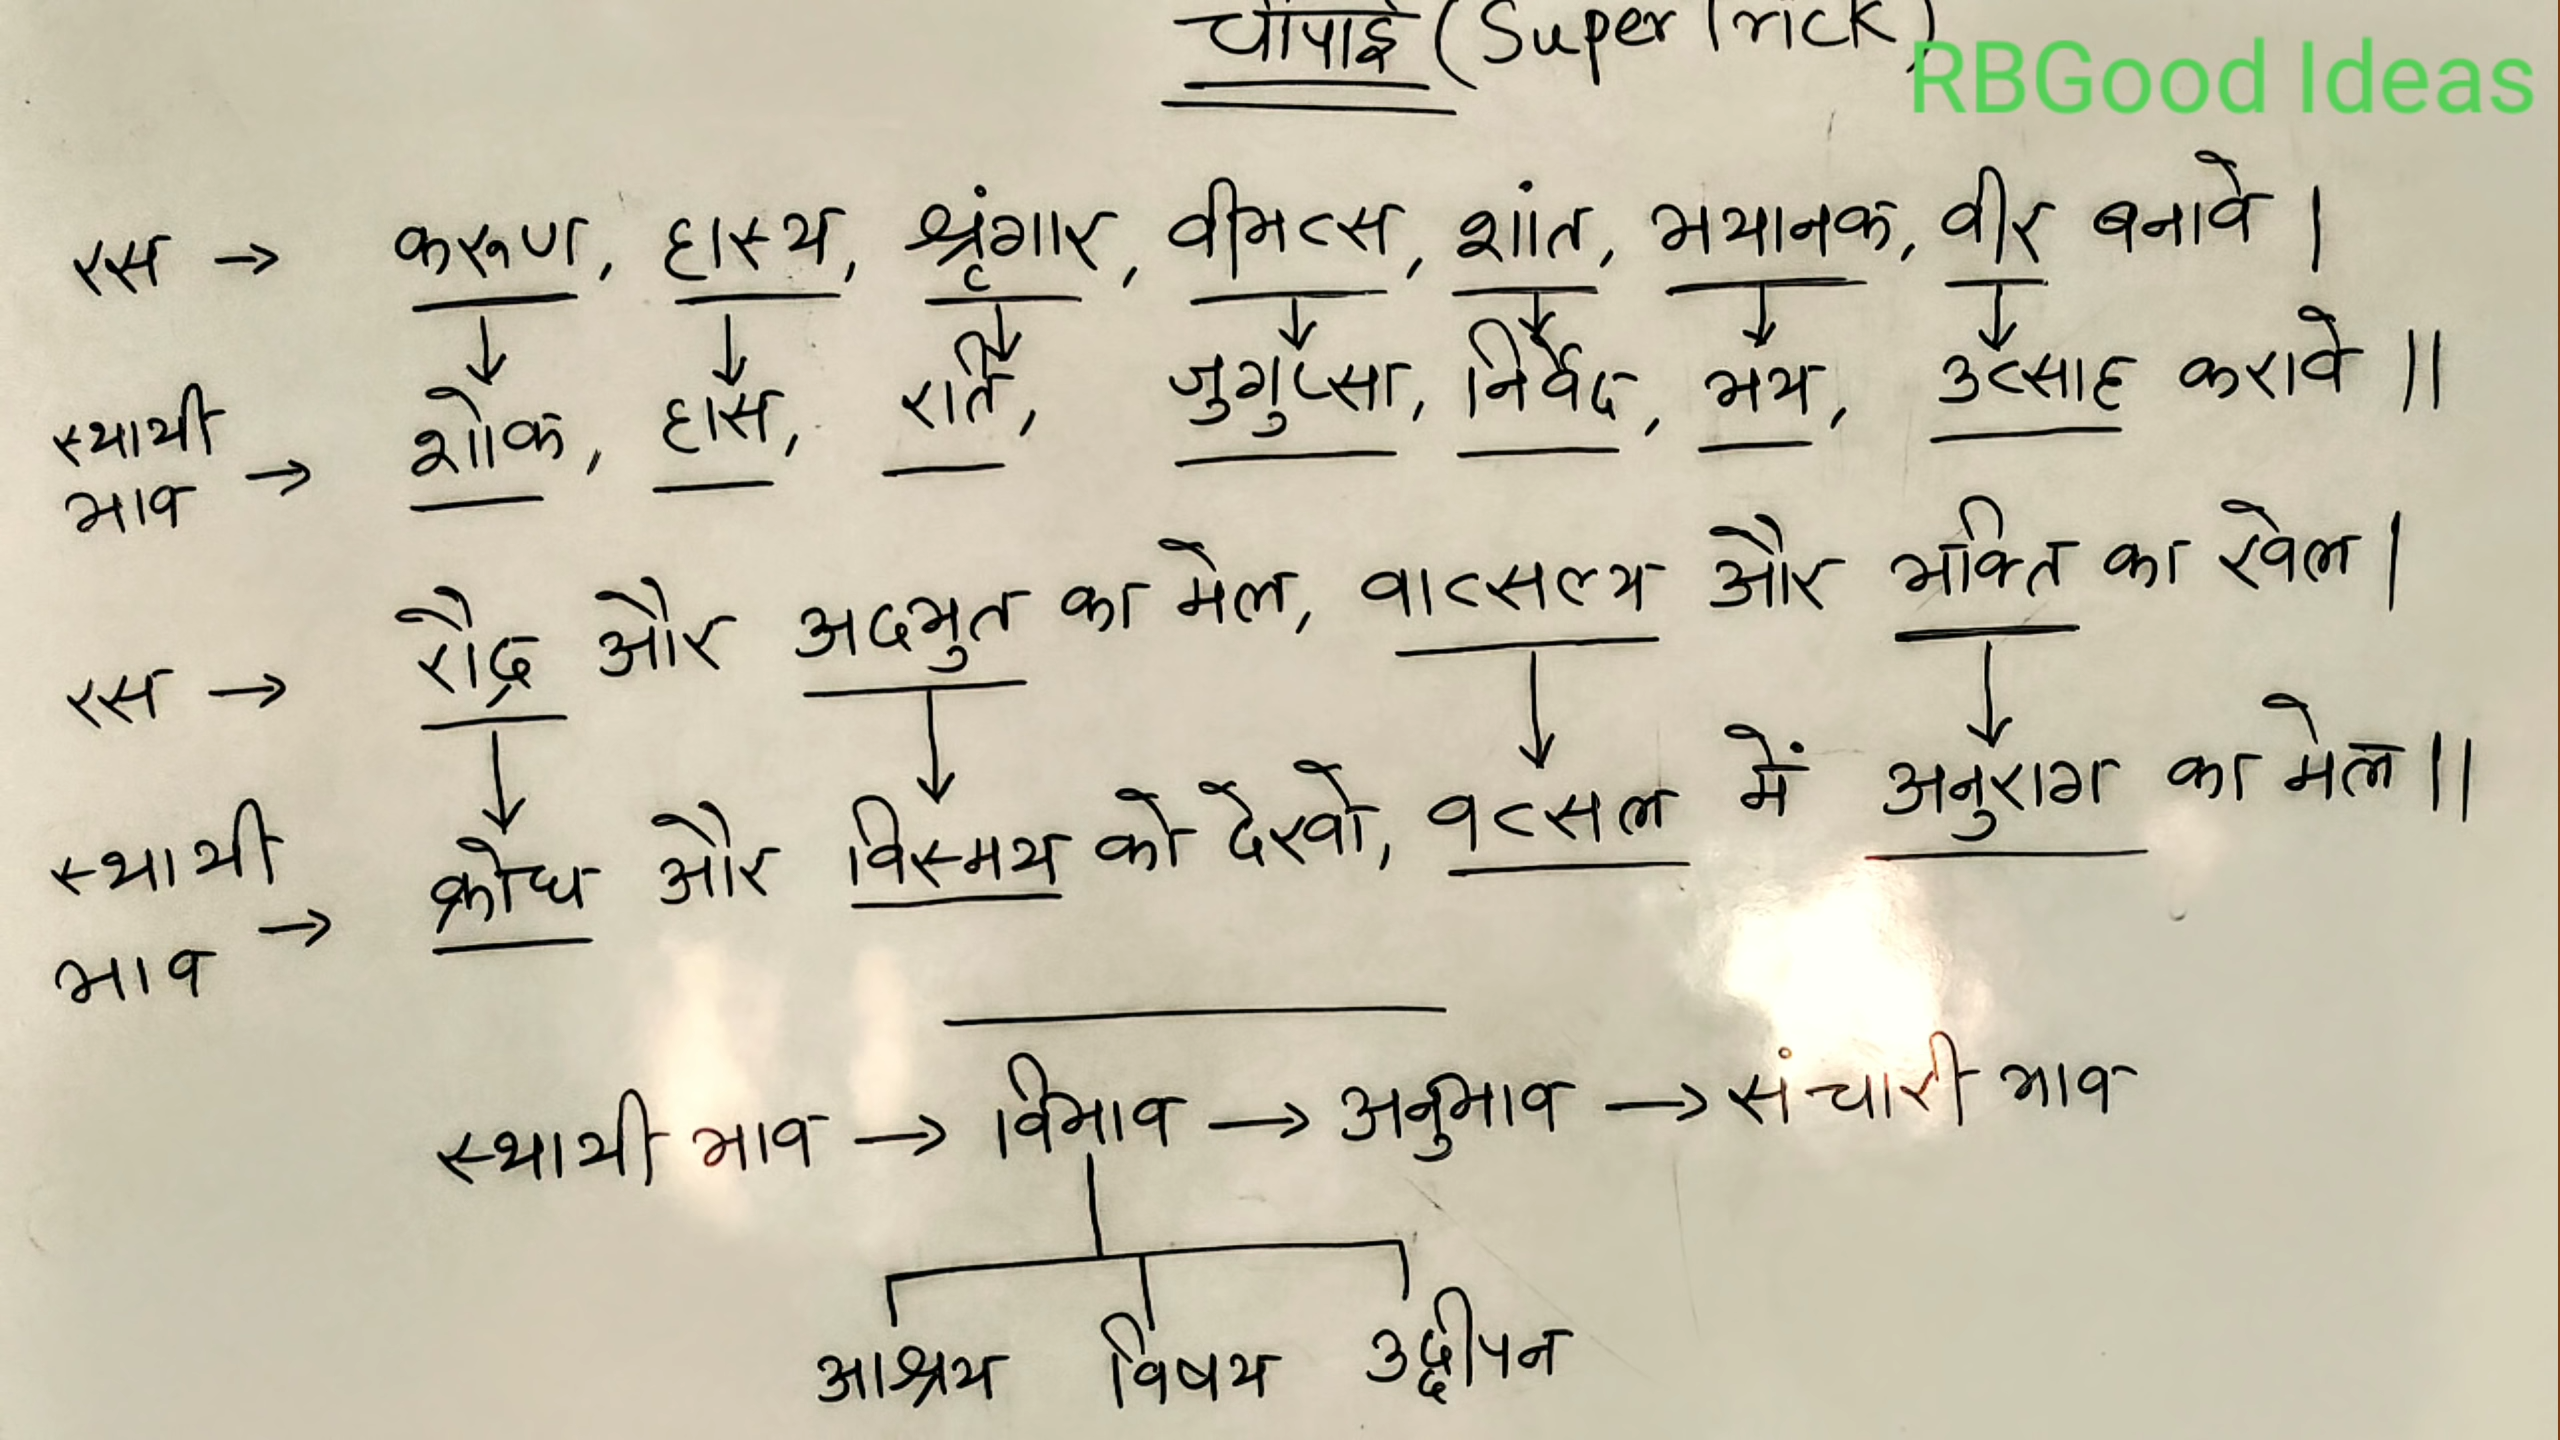 चौपाई (Super Trick)
RBGood Ideas
रस → करूण, हास्य, श्रृंगार, वीभत्स, शांत, भयानक, वीर बनावे |
स्थायी भाव → शोक, हास, रति, जुगुप्सा, निर्वेद, भय, उत्साह करावे ||
रस → रौद्र और अदभुत का मेल, वात्सल्य और भक्ति का खेल |
स्थायी भाव → क्रोध और विस्मय को देखो, वत्सल में अनुराग का मेल ||
स्थायी भाव → विभाव → अनुभाव → संचारी भाव
आश्रय विषय उद्दीपन